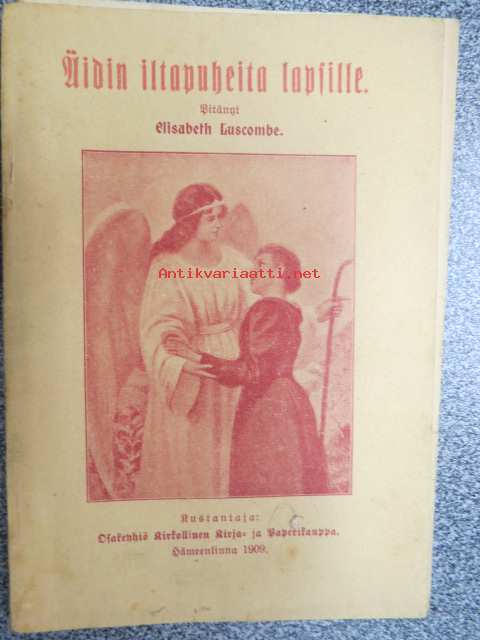 Äidin iltapuheita lapsille.
Pitänyt
Elisabeth Luscombe.
Antikvariaatti.net
Kustantaja:
Osakeyhtiö Kirkollinen Kirja- ja Paperikauppa.
Hämeenlinna 1909.